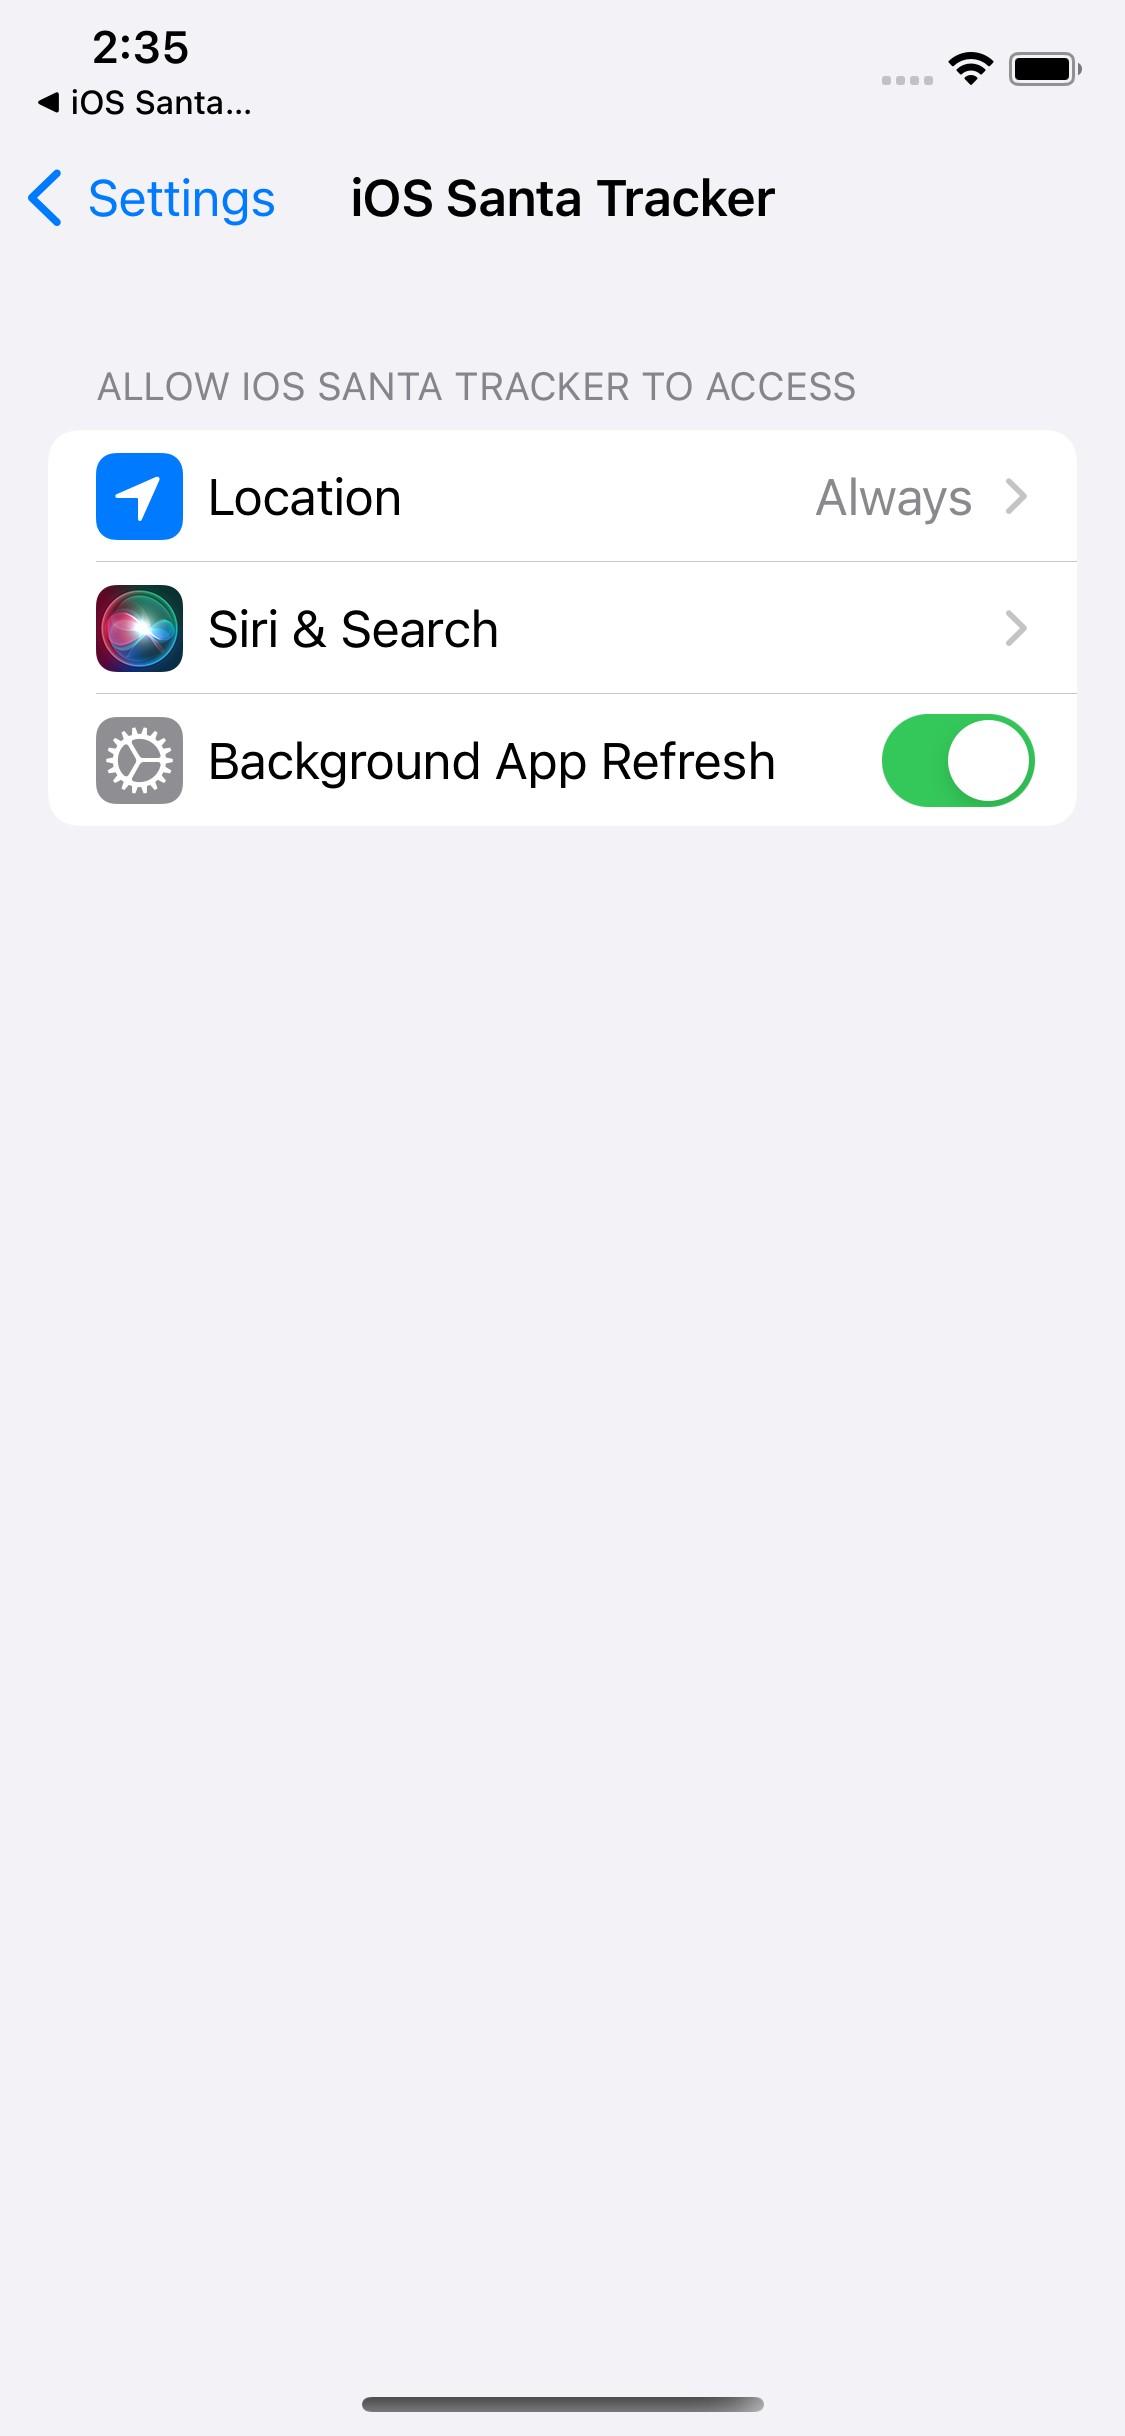 2:35
◀ iOS Santa...
Settings
iOS Santa Tracker
ALLOW IOS SANTA TRACKER TO ACCESS
Location
Always
Siri & Search
Background App Refresh